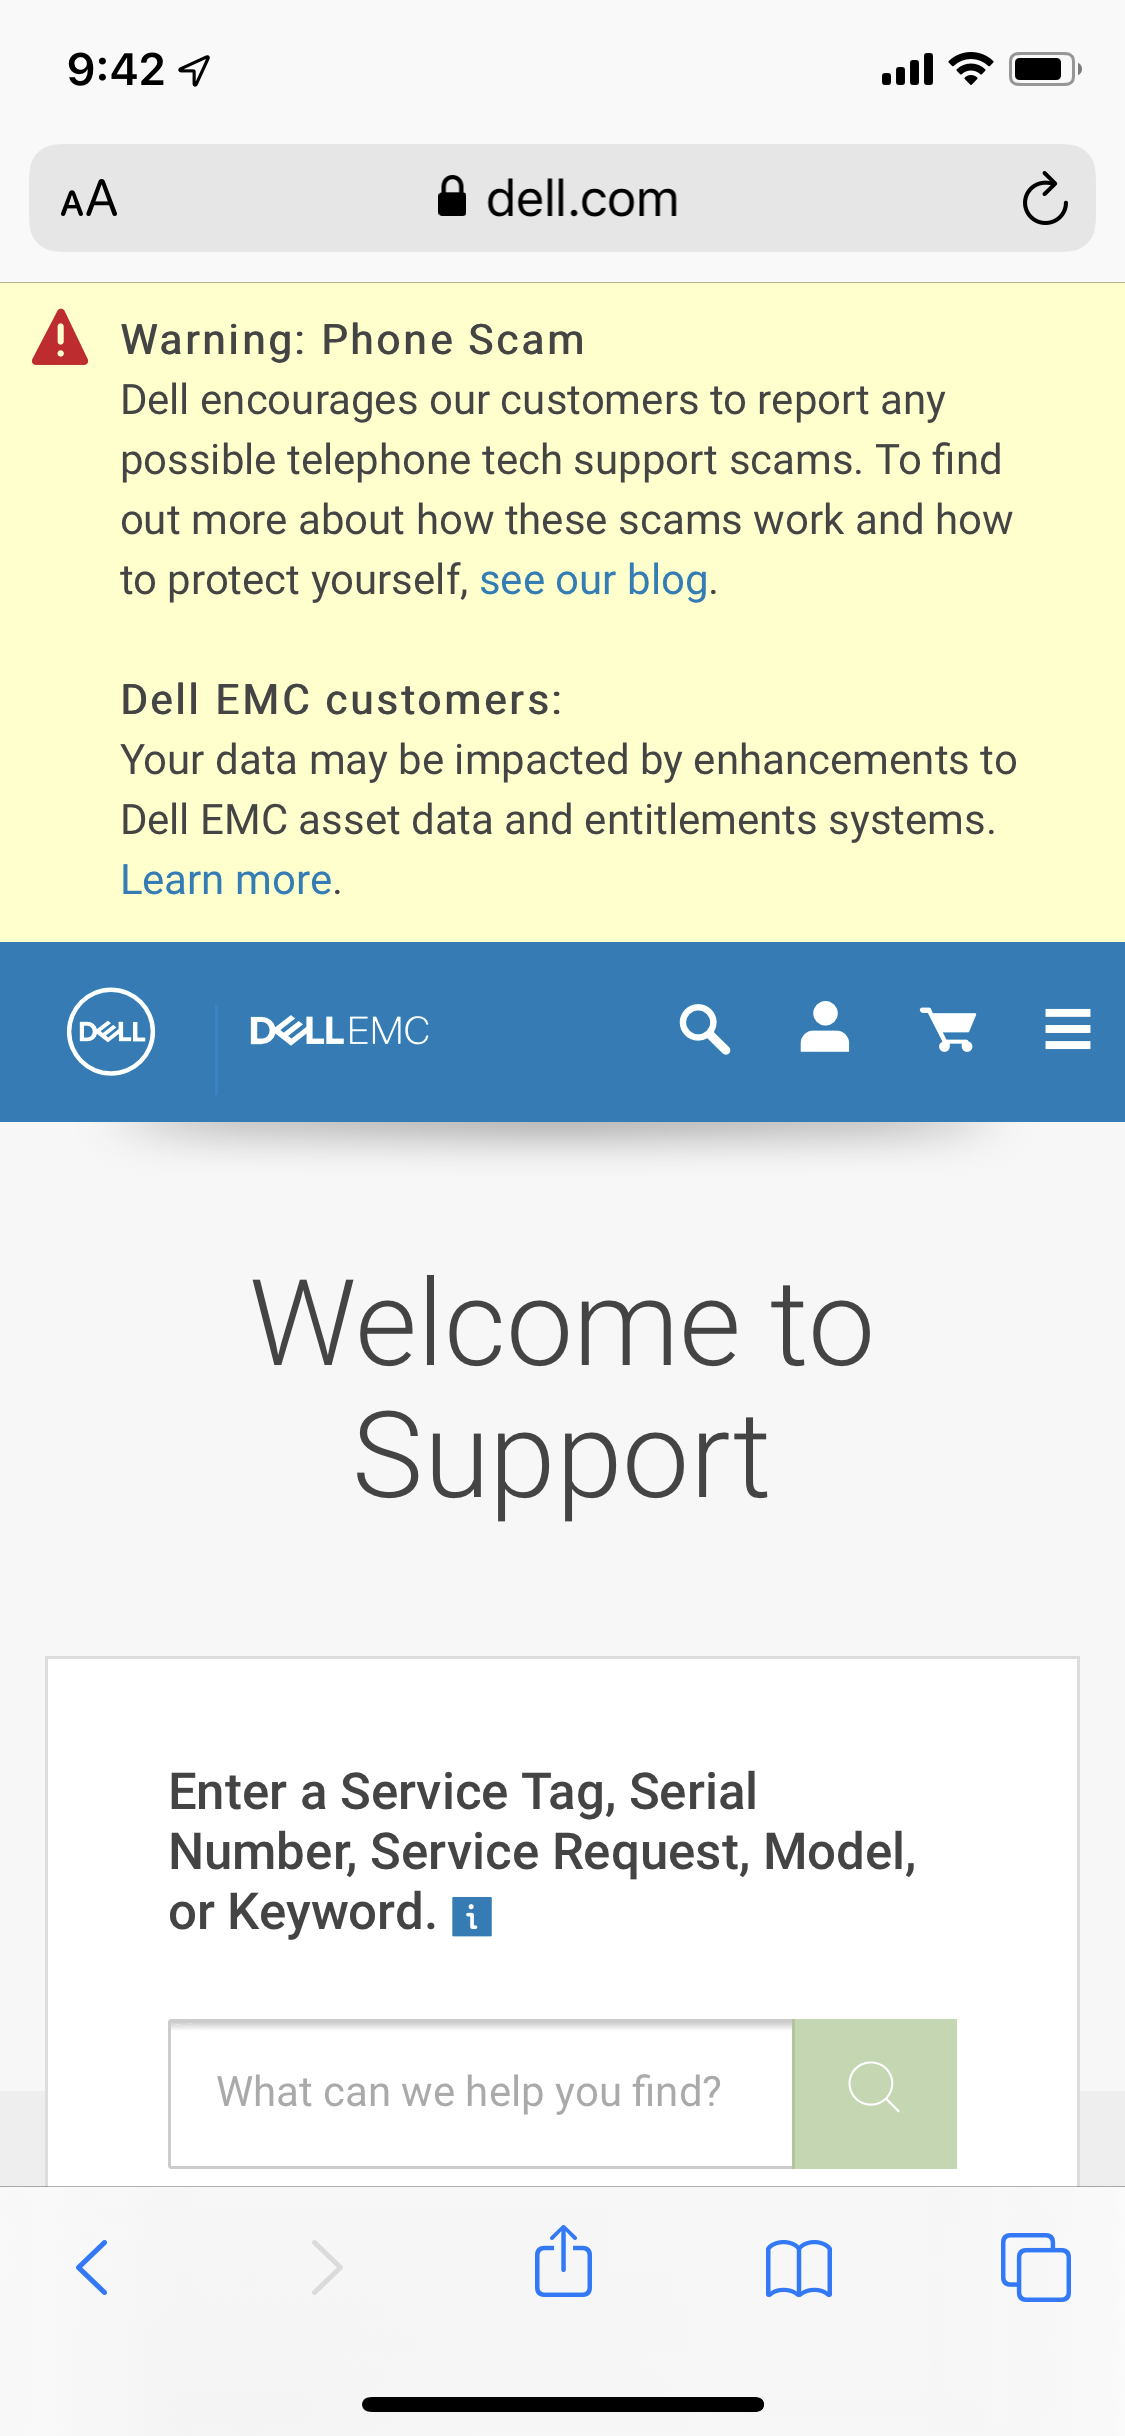 9:42
AA dell.com
Warning: Phone Scam
Dell encourages our customers to report any
possible telephone tech support scams. To find
out more about how these scams work and how
to protect yourself, see our blog.
Dell EMC customers:
Your data may be impacted by enhancements to
Dell EMC asset data and entitlements systems.
Learn more.
DELL DELLEMC
Welcome to
Support
Enter a Service Tag, Serial
Number, Service Request, Model,
or Keyword. i
What can we help you find?